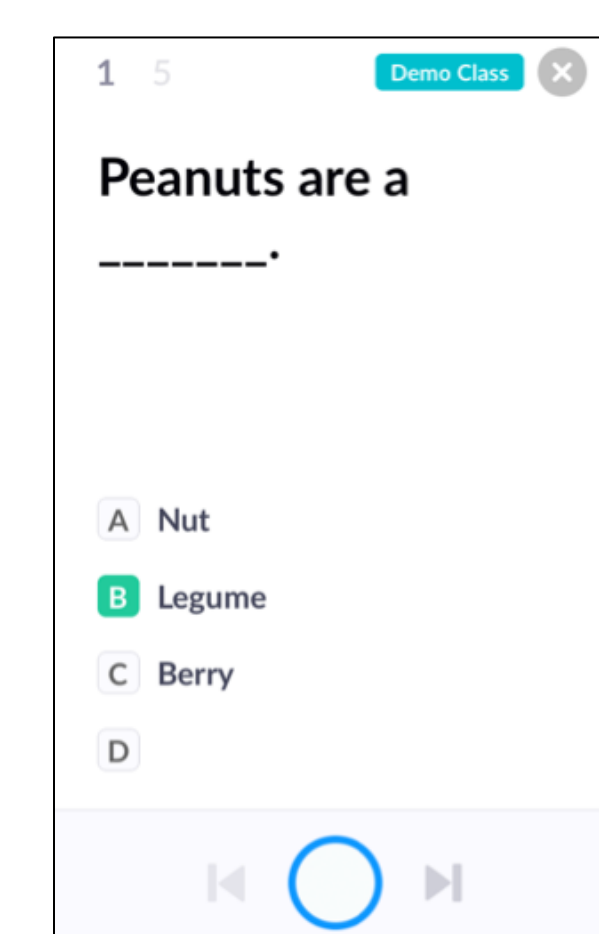 1 5 Demo Class
Peanuts are a
_______.
A Nut
B Legume
C Berry
D